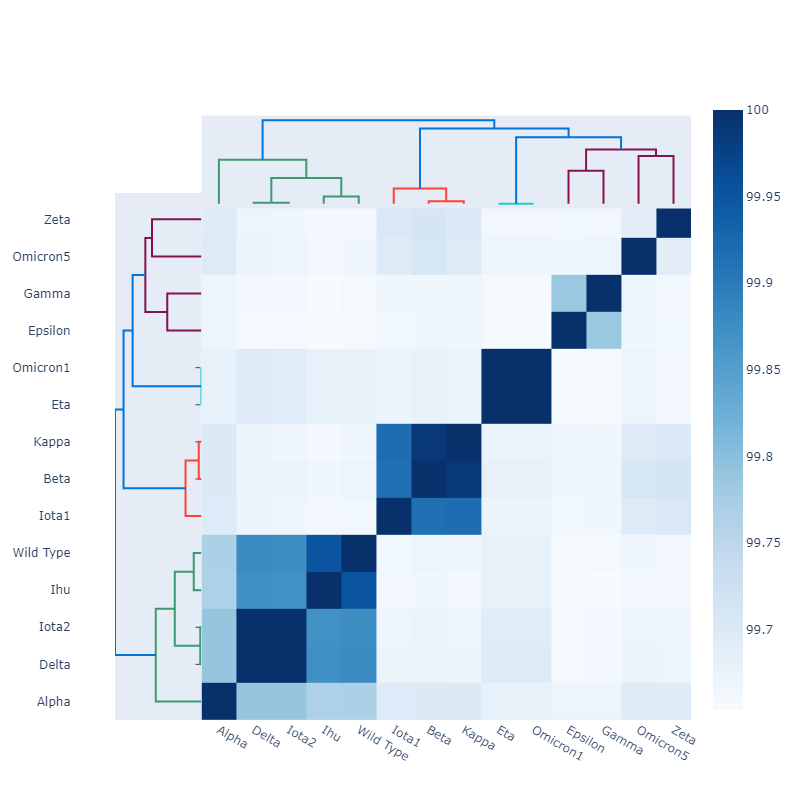 100
99.95
99.9
99.85
99.8
99.75
99.7
Zeta
Omicron5
Gamma
Epsilon
Omicron1
Eta
Kappa
Beta
Iota1
Wild Type
Ihu
Iota2
Delta
Alpha
Alpha
Delta
Iota2
Ihu
Wild Type
Iota1
Beta
Kappa
Eta
Omicron1
Epsilon
Gamma
Omicron5
Zeta